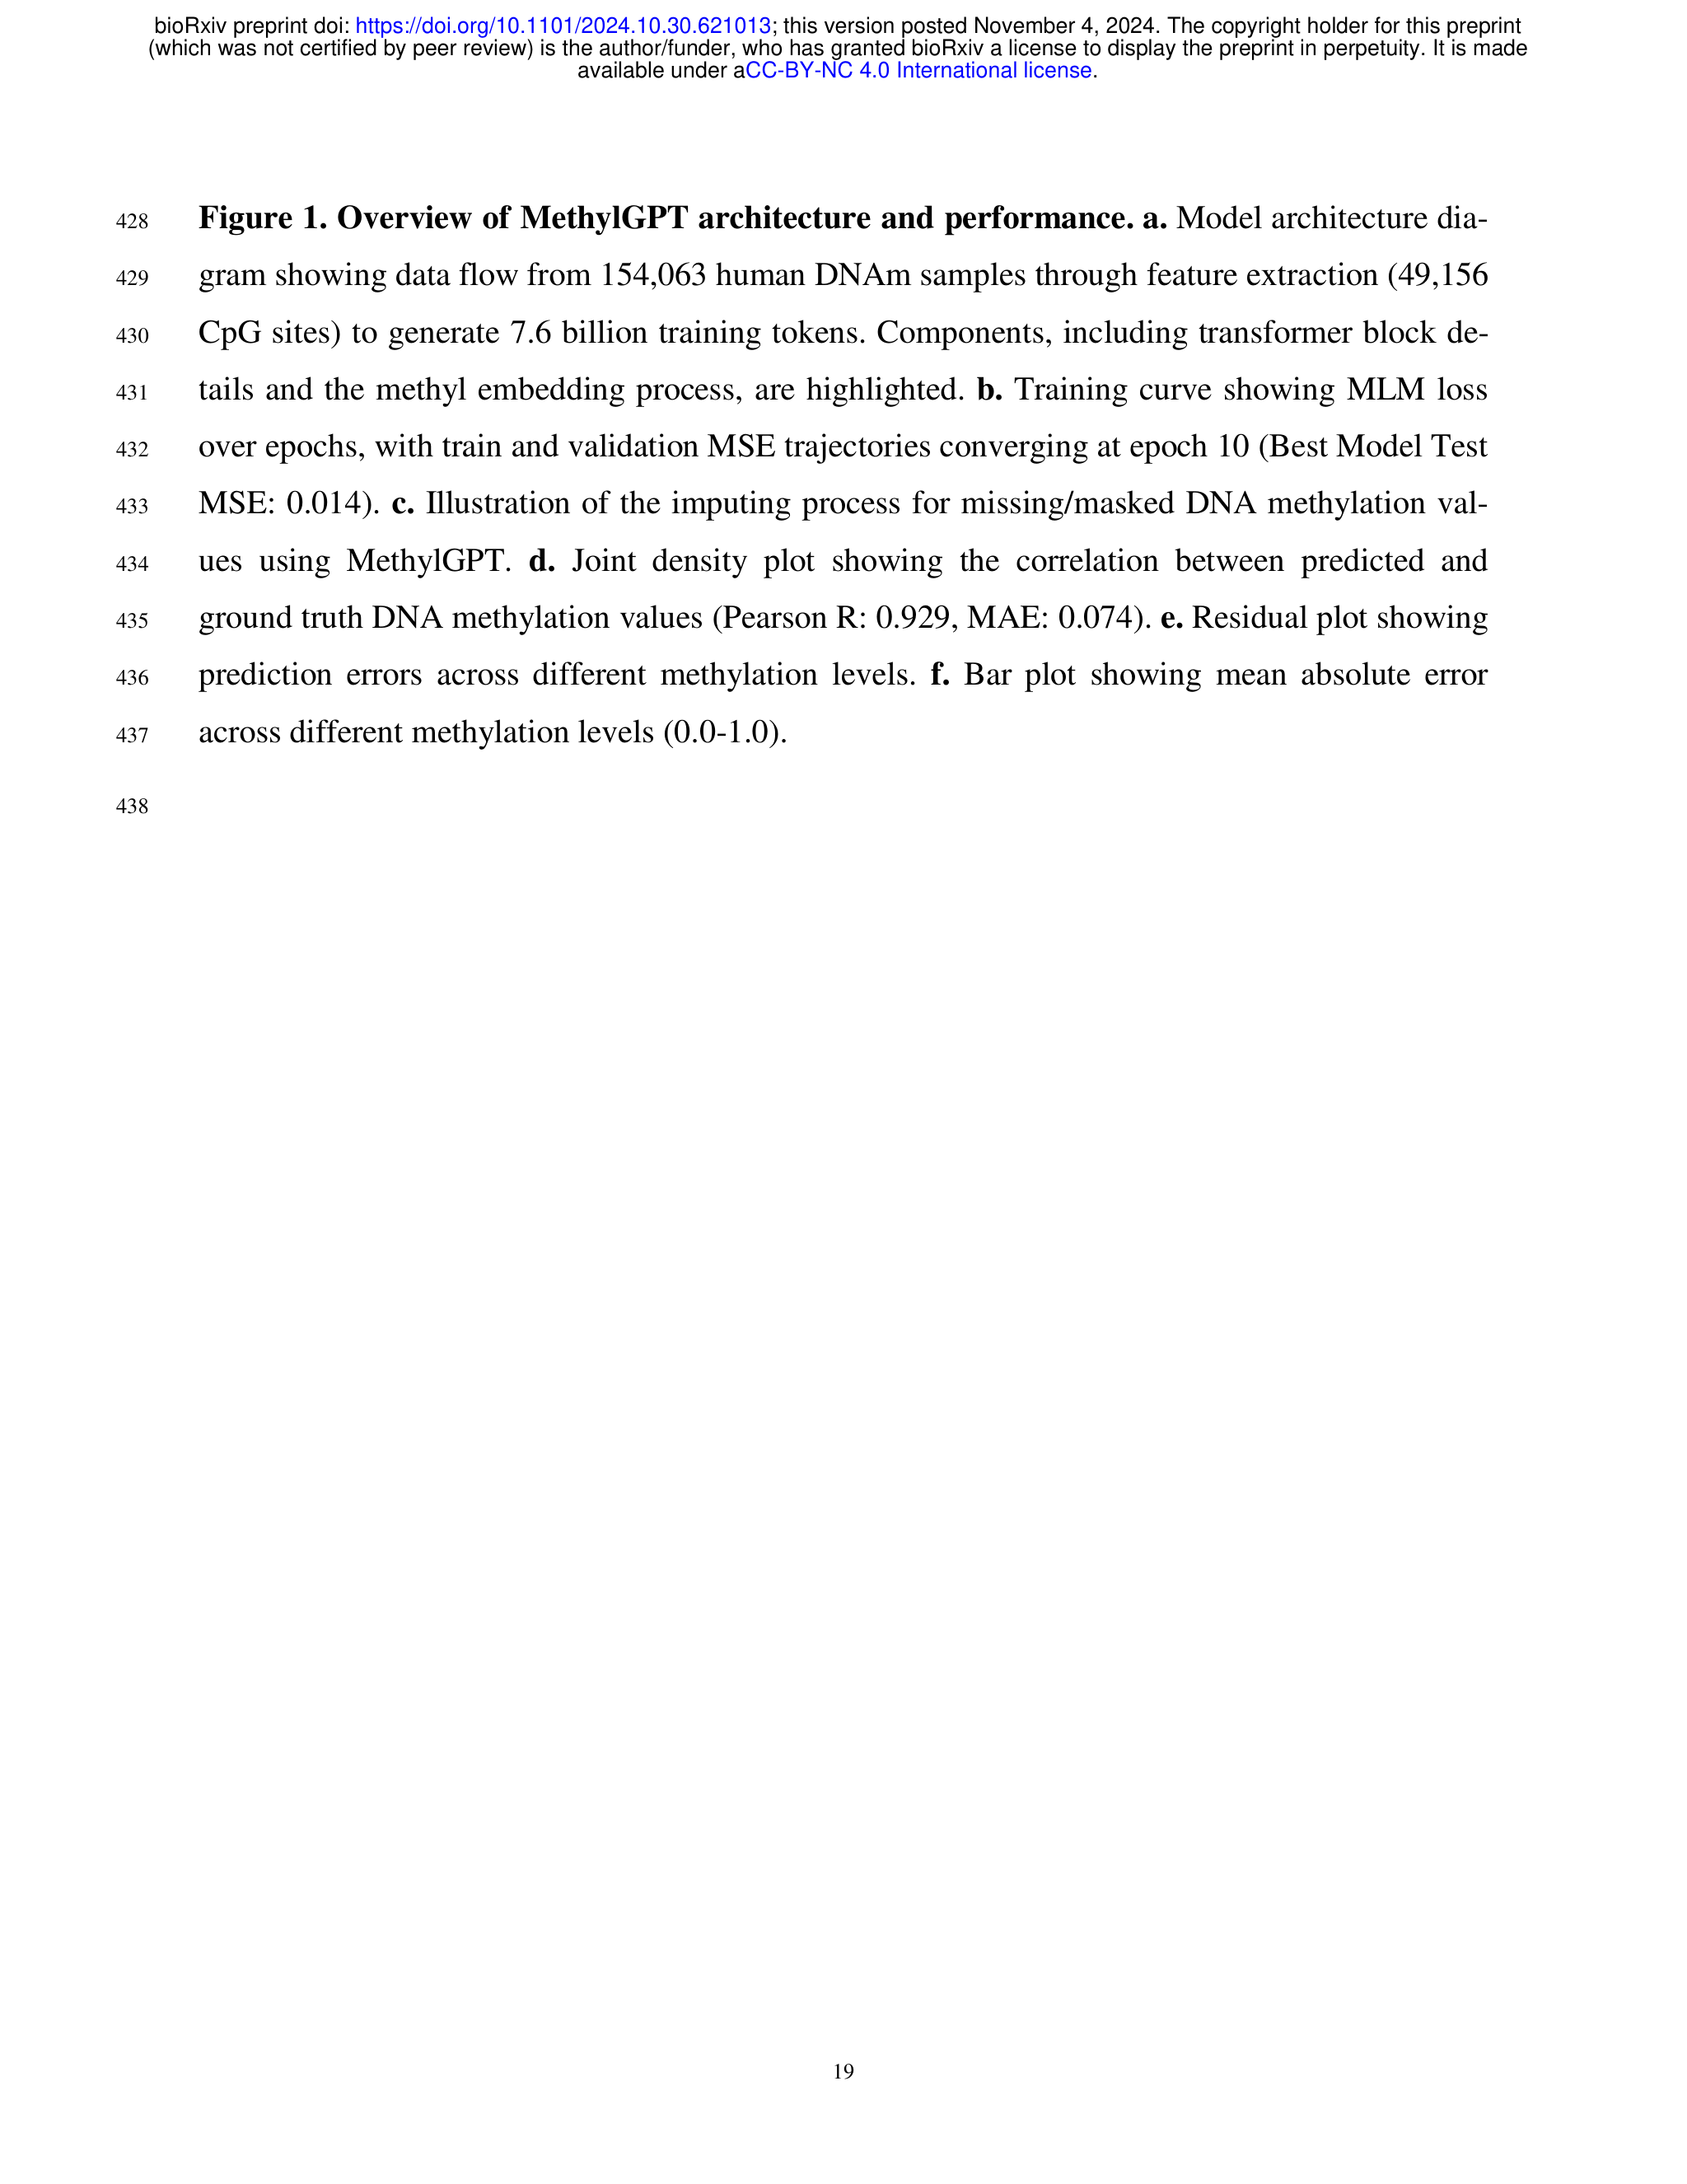 bioRxiv preprint doi: https://doi.org/10.1101/2024.10.30.621013; this version posted November 4, 2024. The copyright holder for this preprint
(which was not certified by peer review) is the author/funder, who has granted bioRxiv a license to display the preprint in perpetuity. It is made
available under aCC-BY-NC 4.0 International license.
428 Figure 1. Overview of MethylGPT architecture and performance. a. Model architecture dia-
429 gram showing data flow from 154,063 human DNAm samples through feature extraction (49,156
430 CpG sites) to generate 7.6 billion training tokens. Components, including transformer block de-
431 tails and the methyl embedding process, are highlighted. b. Training curve showing MLM loss
432 over epochs, with train and validation MSE trajectories converging at epoch 10 (Best Model Test
433 MSE: 0.014). c. Illustration of the imputing process for missing/masked DNA methylation val-
434 ues using MethylGPT. d. Joint density plot showing the correlation between predicted and
435 ground truth DNA methylation values (Pearson R: 0.929, MAE: 0.074). e. Residual plot showing
436 prediction errors across different methylation levels. f. Bar plot showing mean absolute error
437 across different methylation levels (0.0-1.0).
438
19